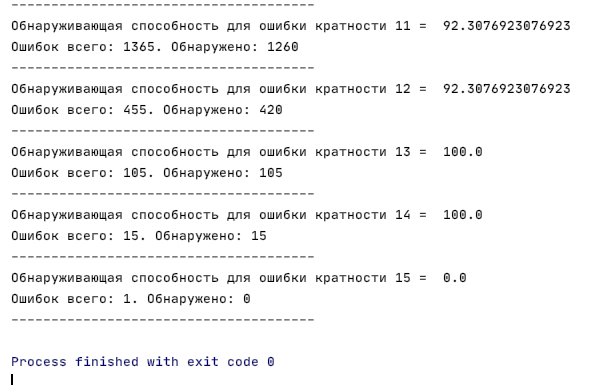 --------------------------------------
Обнаруживающая способность для ошибки кратности 11 =  92.3076923076923
Ошибок всего: 1365. Обнаружено: 1260
--------------------------------------
Обнаруживающая способность для ошибки кратности 12 =  92.3076923076923
Ошибок всего: 455. Обнаружено: 420
--------------------------------------
Обнаруживающая способность для ошибки кратности 13 =  100.0
Ошибок всего: 105. Обнаружено: 105
--------------------------------------
Обнаруживающая способность для ошибки кратности 14 =  100.0
Ошибок всего: 15. Обнаружено: 15
--------------------------------------
Обнаруживающая способность для ошибки кратности 15 =  0.0
Ошибок всего: 1. Обнаружено: 0
--------------------------------------
Process finished with exit code 0